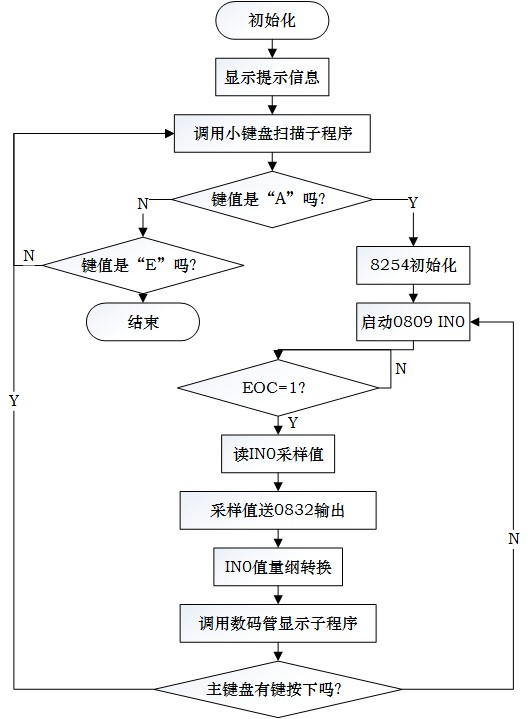 初始化
显示提示信息
调用小键盘扫描子程序
键值是“A”吗?
N
Y
键值是“E”吗?
N
8254初始化
结束
启动0809 IN0
N
EOC=1?
Y
Y
读IN0采样值
采样值送0832输出
N
IN0值量纲转换
调用数码管显示子程序
主键盘有键按下吗?